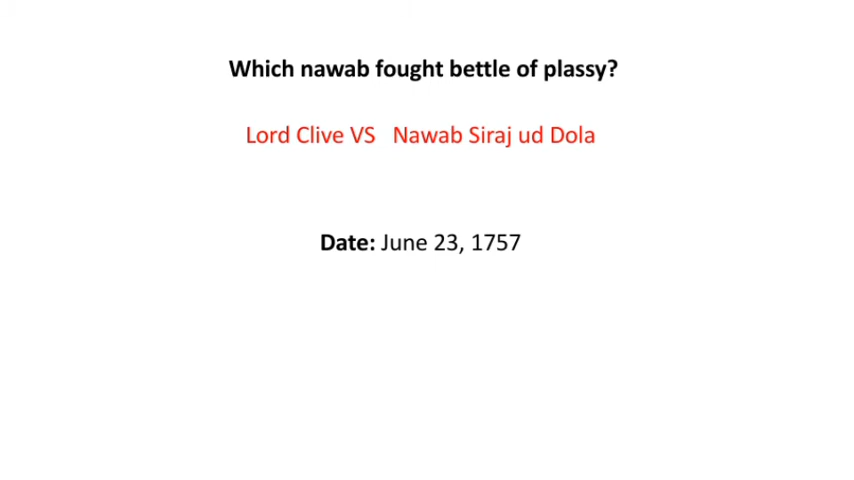 Which nawab fought bettle of plassy?
Lord Clive VS Nawab Siraj ud Dola
Date: June 23, 1757